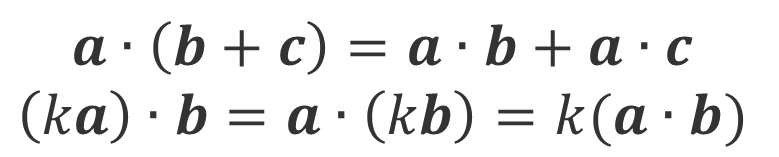 a · (b + c) = a · b + a · c
(ka) · b = a · (kb) = k(a · b)